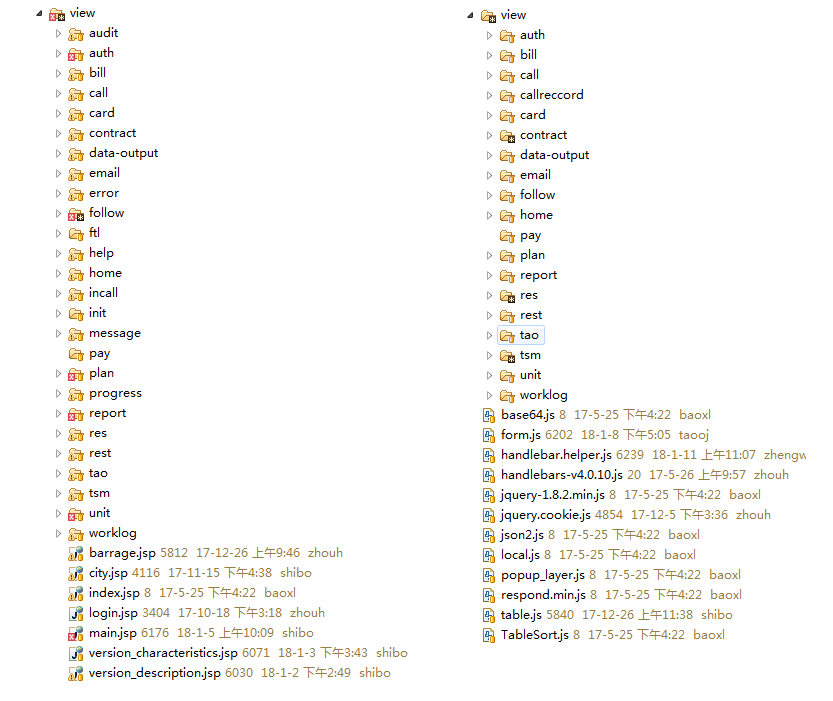 view
audit
auth
bill
call
card
contract
data-output
email
error
follow
ftl
help
home
incall
init
message
pay
plan
progress
report
res
rest
tao
tsm
unit
worklog
barrage.jsp 5812 17-12-26 上午9:46 zhouh
city.jsp 4116 17-11-15 下午4:38 shibo
index.jsp 8 17-5-25 下午4:22 baoxl
login.jsp 3404 17-10-18 下午3:18 zhouh
main.jsp 6176 18-1-5 上午10:09 shibo
version_characteristics.jsp 6071 18-1-3 下午3:43 shibo
version_description.jsp 6030 18-1-2 下午2:49 shibo
view
auth
bill
call
callreccord
card
contract
data-output
email
follow
home
pay
plan
report
res
rest
tao
tsm
unit
worklog
base64.js 8 17-5-25 下午4:22 baoxl
form.js 6202 18-1-8 下午5:05 taooj
handlebar.helper.js 6239 18-1-11 上午11:07 zhengw
handlebars-v4.0.10.js 20 17-5-26 上午9:57 zhouh
jquery-1.8.2.min.js 8 17-5-25 下午4:22 baoxl
jquery.cookie.js 4854 17-12-5 下午3:36 zhouh
json2.js 8 17-5-25 下午4:22 baoxl
local.js 8 17-5-25 下午4:22 baoxl
popup_layer.js 8 17-5-25 下午4:22 baoxl
respond.min.js 8 17-5-25 下午4:22 baoxl
table.js 5840 17-12-26 上午11:38 shibo
TableSort.js 8 17-5-25 下午4:22 baoxl